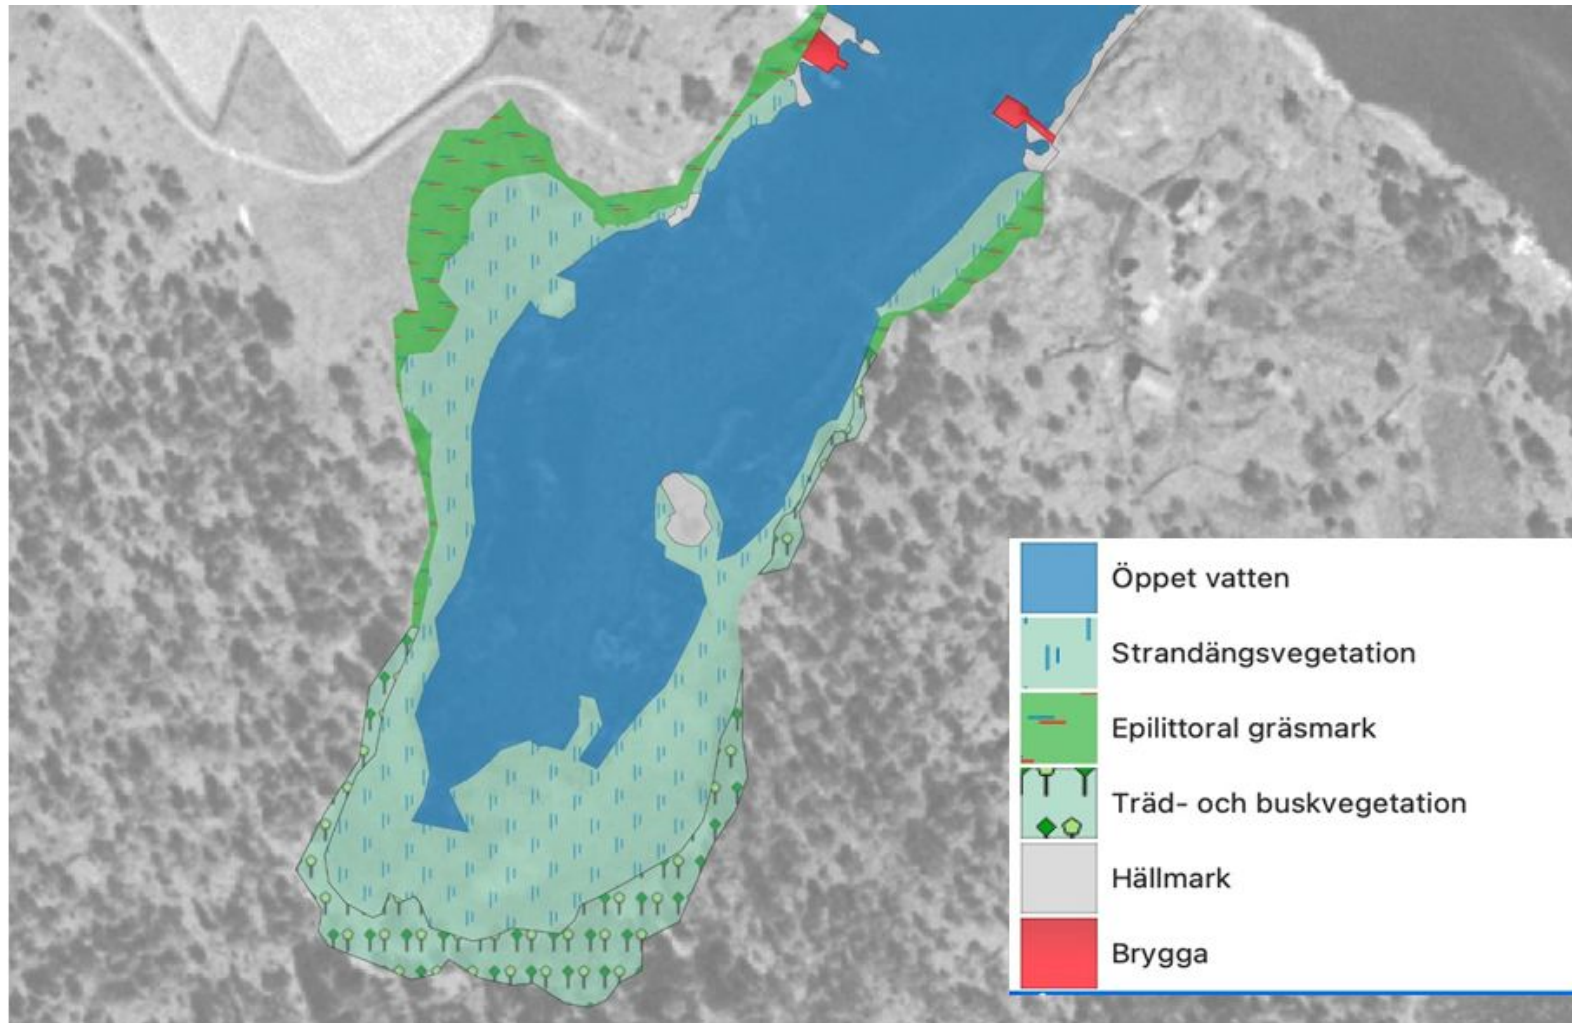 Öppet vatten
Strandängsvegetation
Epilittoral gräsmark
Träd- och buskvegetation
Hällmark
Brygga